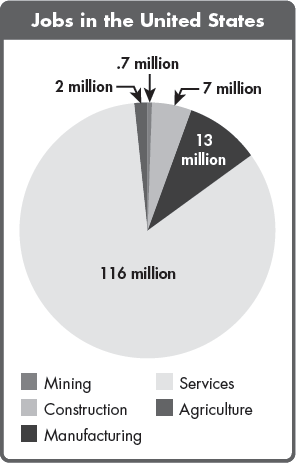 Jobs in the United States
.7 million
2 million
7 million
13
million
116 million
Mining
Services
Construction
Agriculture
Manufacturing